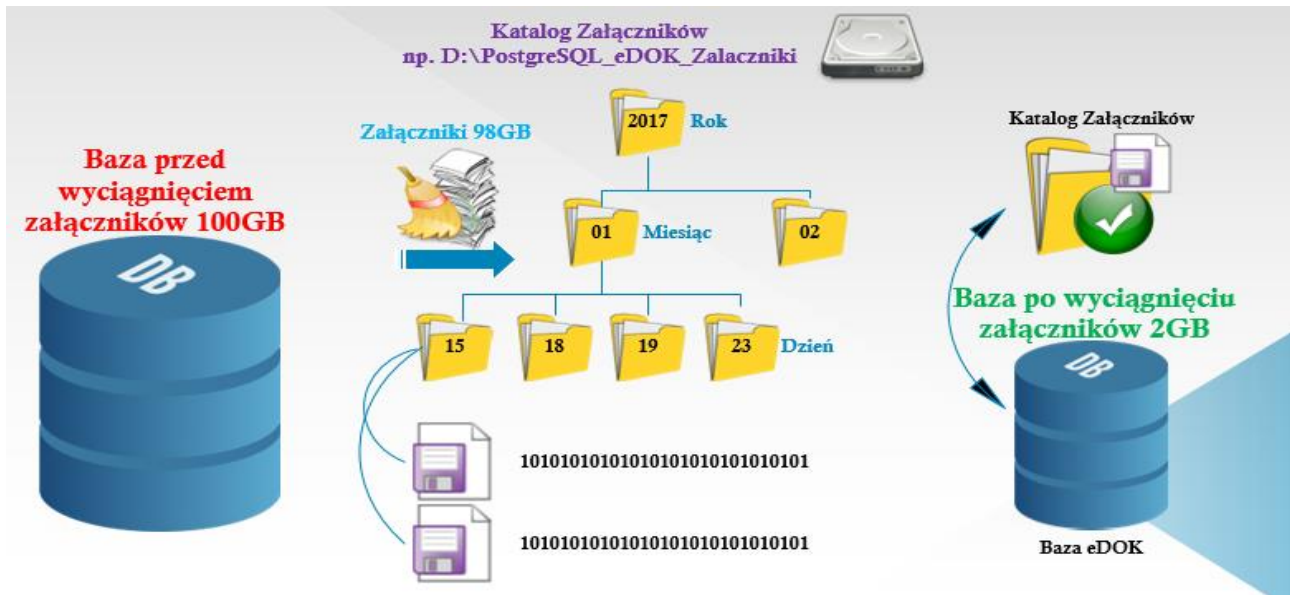 Katalog Załączników
np. D:\PostgreSQL_eDOK_Zalaczniki
Załączniki 98GB
2017
Rok
Baza przed
wyciągnięciem
załączników 100GB
DB
01
Miesiąc
02
15
18
19
23
Dzień
10101010101010101010101010101
10101010101010101010101010101
Katalog Załączników
Baza po wyciągnięciu
załączników 2GB
DB
Baza eDOK